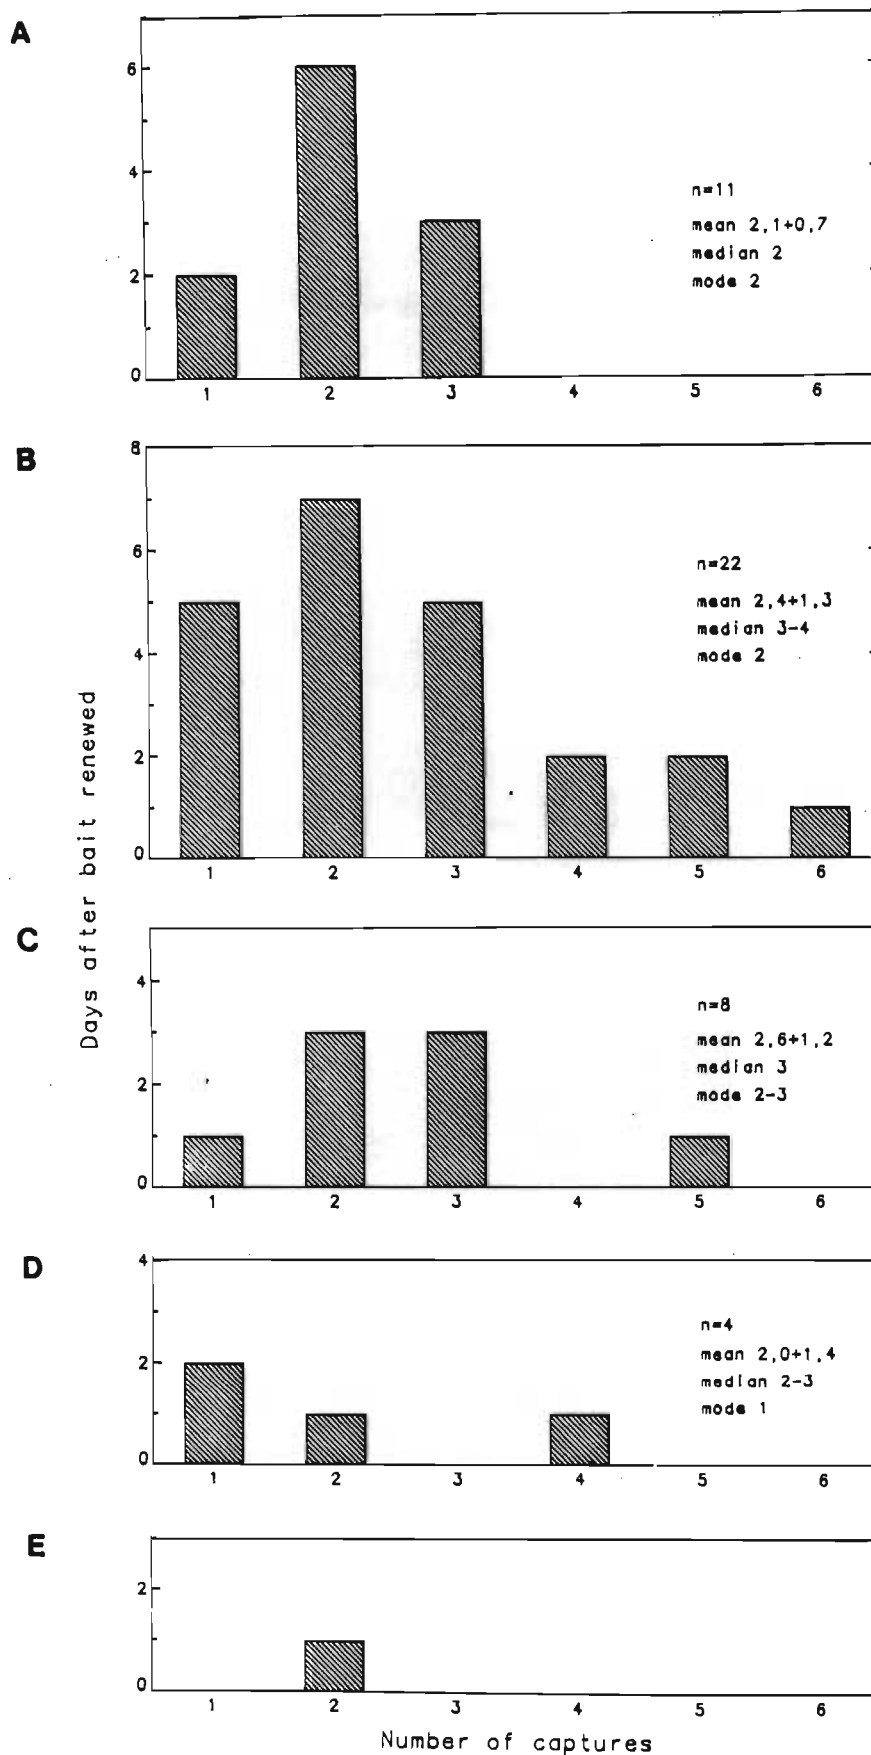 A
6
4
2
0
n=11
mean 2,1+0,7
median 2
mode 2
1 2 3 4 5 6
B
8
6
4
2
0
n=22
mean 2,4+1,3
median 3-4
mode 2
1 2 3 4 5 6
Days after bait renewed
C
4
2
0
n=8
mean 2,6+1,2
median 3
mode 2-3
1 2 3 4 5 6
D
4
2
0
n=4
mean 2,0+1,4
median 2-3
mode 1
1 2 3 4 5 6
E
2
0
1 2 3 4 5 6
Number of captures